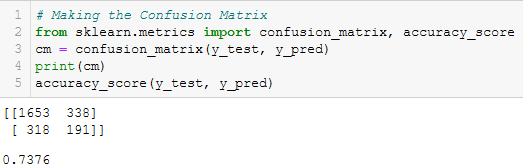 1 # Making the Confusion Matrix
2 from sklearn.metrics import confusion_matrix, accuracy_score
3 cm = confusion_matrix(y_test, y_pred)
4 print(cm)
5 accuracy_score(y_test, y_pred)
[[1653 338]
[ 318 191]]
0.7376